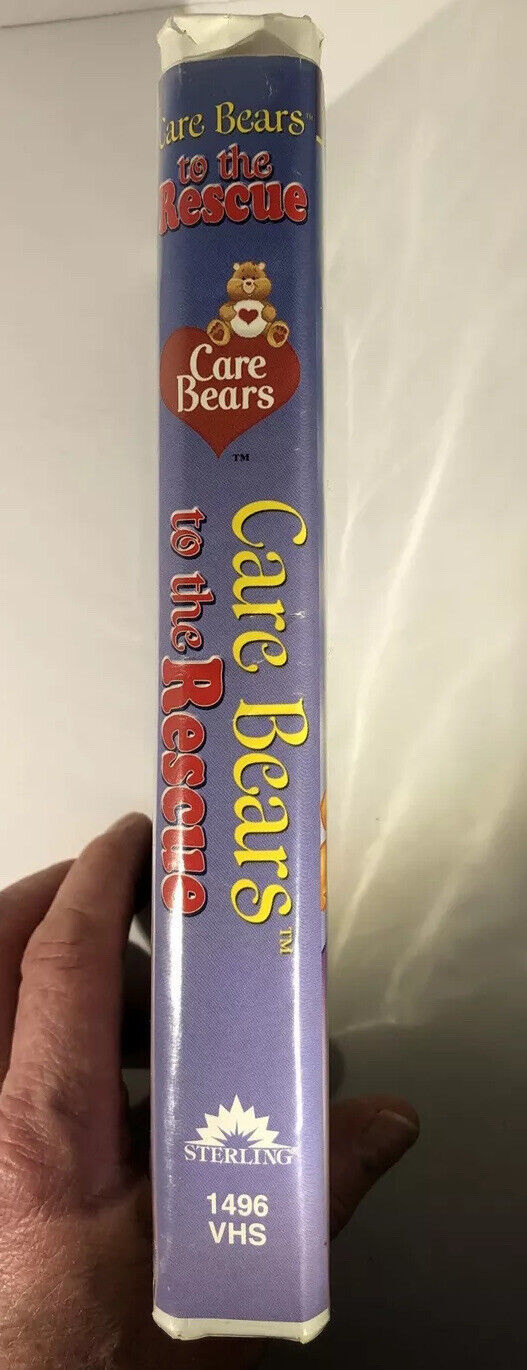 Care Bears™
to the
Rescue
Care
Bears
™
Care Bears™
to the Rescue
STERLING
1496
VHS